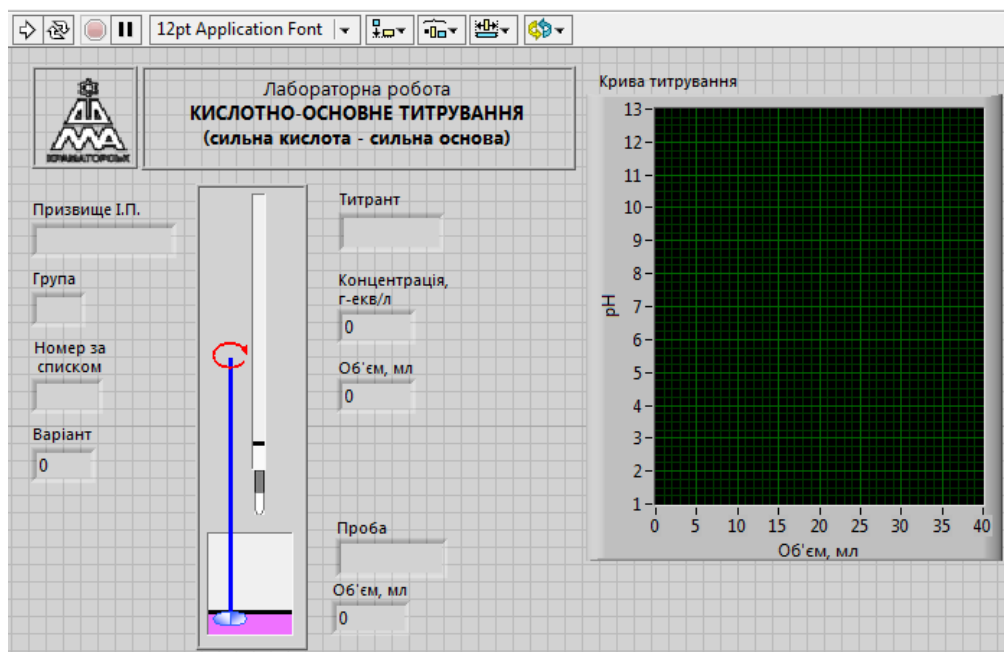 12pt Application Font
Лабораторна робота
КИСЛОТНО-ОСНОВНЕ ТИТРУВАННЯ
(сильна кислота - сильна основа)
КРАМАТОРСЬК
Призвище І.П.
Група
Номер за
списком
Варіант
0
Титрант
Концентрація,
г-екв/л
0
Об'єм, мл
0
Проба
Об'єм, мл
0
Крива титрування
13
12
11
10
9
8
7
6
5
4
3
2
1
pH
0 5 10 15 20 25 30 35 40
Об'єм, мл